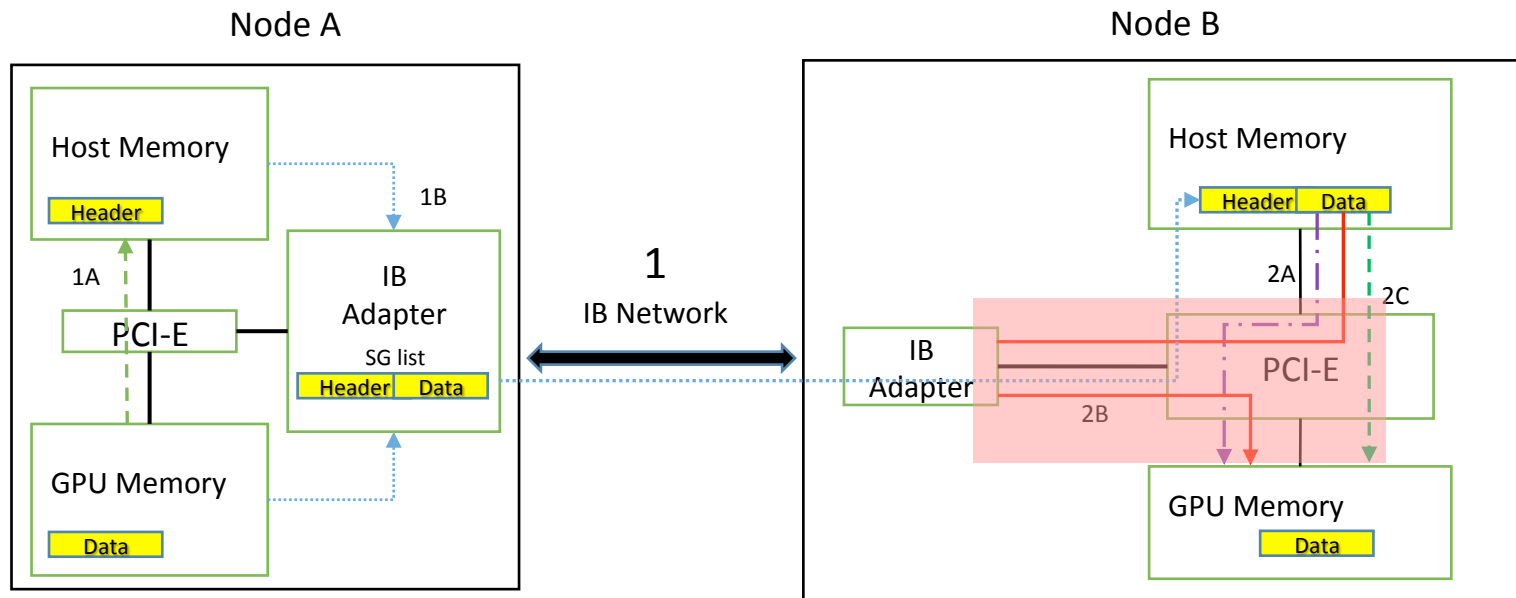 Node A
Node B
Host Memory
Header
1A
1B
PCI-E
IB
Adapter
SG list
Header
Data
GPU Memory
Data
1
IB Network
Host Memory
Header
Data
2A
2C
IB
Adapter
PCI-E
2B
GPU Memory
Data